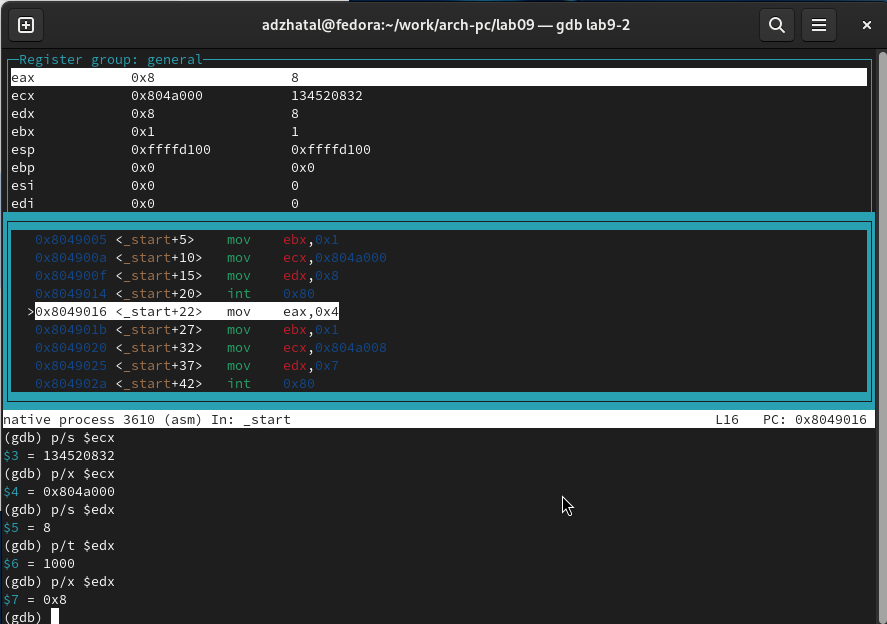 adzhatal@fedora:~/work/arch-pc/lab09 — gdb lab9-2
Register group: general
eax 0x8 8
ecx 0x804a000 134520832
edx 0x8 8
ebx 0x1 1
esp 0xffffd100 0xffffd100
ebp 0x0 0x0
esi 0x0 0
edi 0x0 0
0x8049005 <_start+5> mov ebx,0x1
0x804900a <_start+10> mov ecx,0x804a000
0x804900f <_start+15> mov edx,0x8
0x8049014 <_start+20> int 0x80
>0x8049016 <_start+22> mov eax,0x4
0x804901b <_start+27> mov ebx,0x1
0x8049020 <_start+32> mov ecx,0x804a008
0x8049025 <_start+37> mov edx,0x7
0x804902a <_start+42> int 0x80
native process 3610 (asm) In: _start L16 PC: 0x8049016
(gdb) p/s $ecx
$3 = 134520832
(gdb) p/x $ecx
$4 = 0x804a000
(gdb) p/s $edx
$5 = 8
(gdb) p/t $edx
$6 = 1000
(gdb) p/x $edx
$7 = 0x8
(gdb)